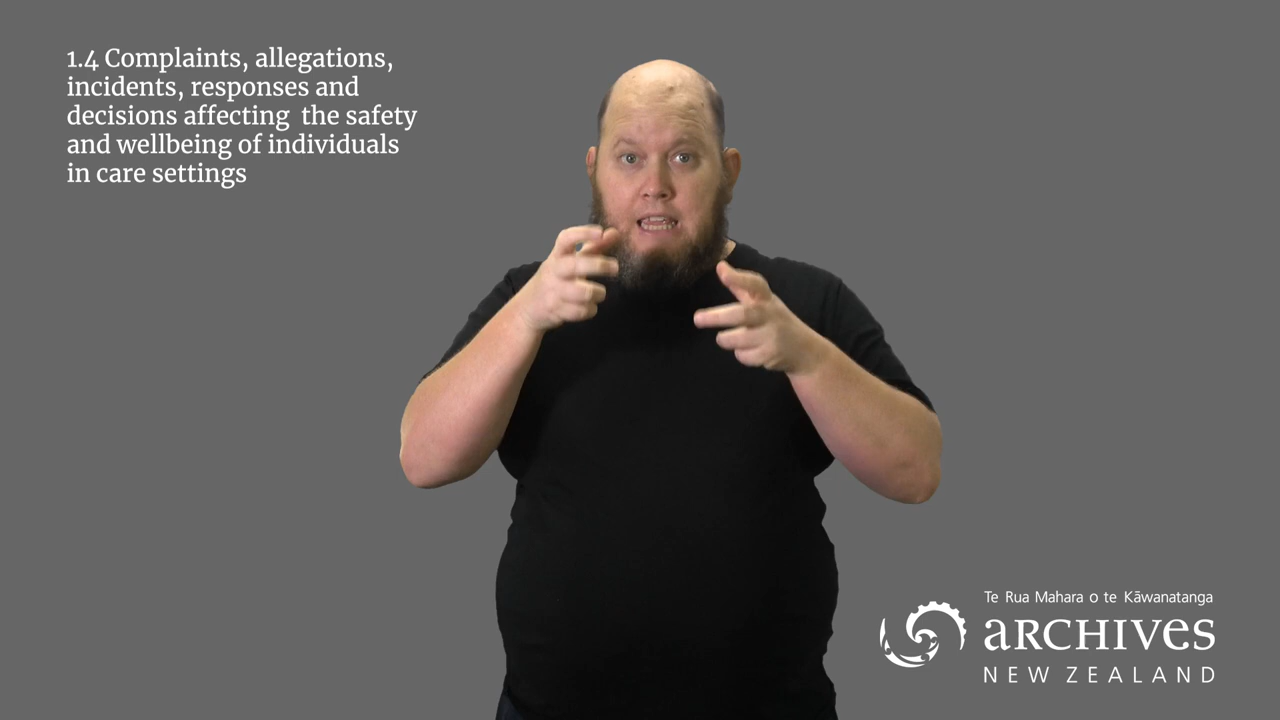 1.4 Complaints, allegations,
incidents, responses and
decisions affecting  the safety
and wellbeing of individuals
in care settings
Te Rua Mahara o te Kāwanatanga
ARCHIVES
NEW ZEALAND